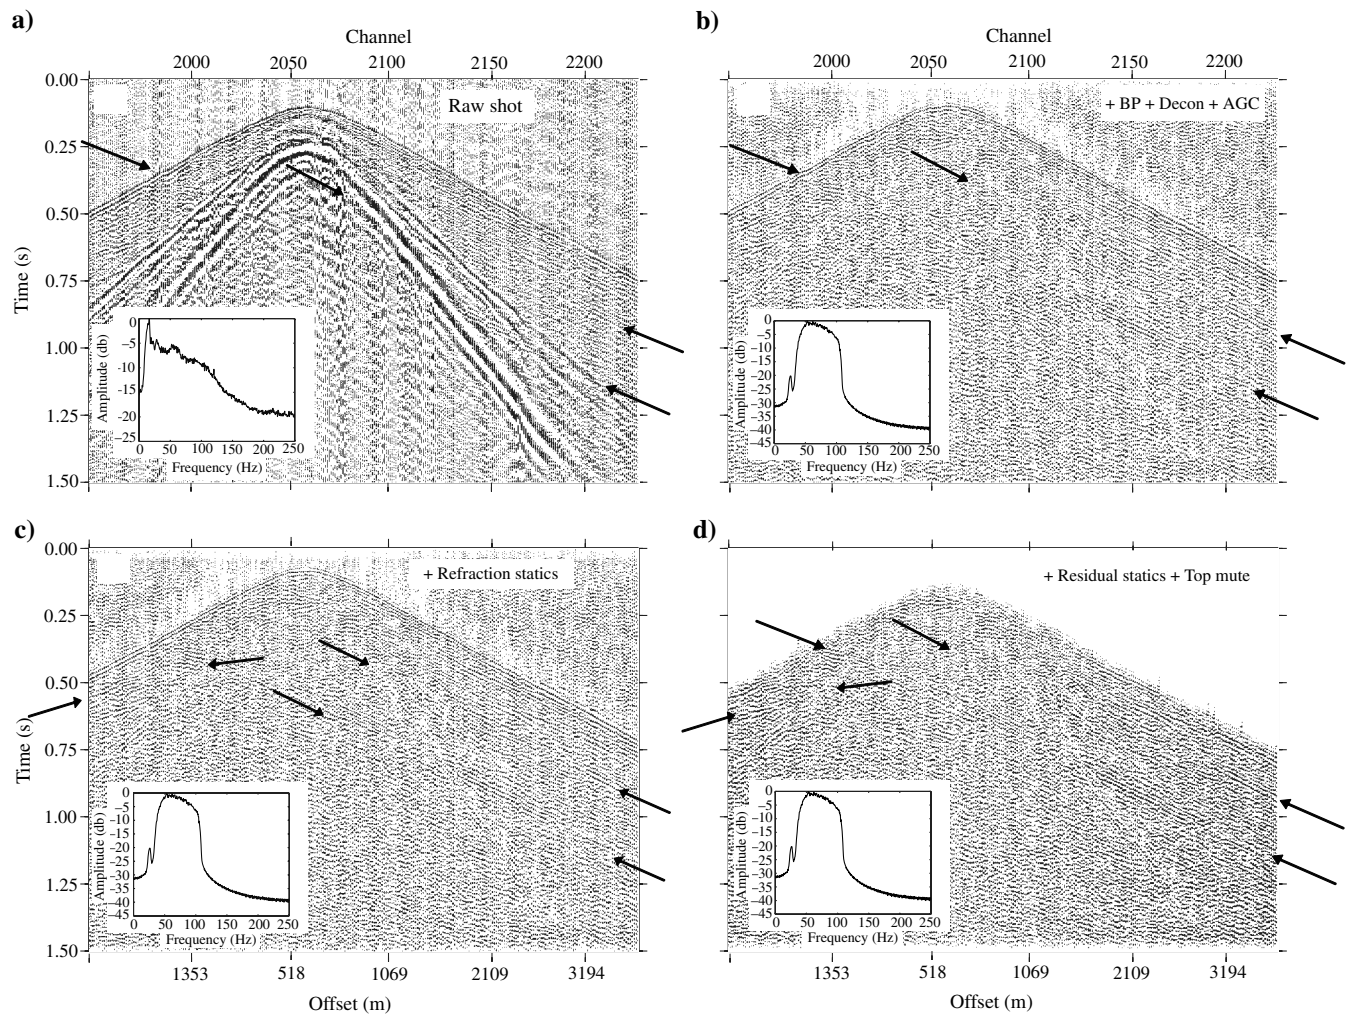 a)
Channel
2000 2050 2100 2150 2200
0.00
0.25
0.50
0.75
1.00
1.25
1.50
Time (s)
Raw shot
0
−5
−10
−15
−20
−25
Amplitude (db)
0 50 100 150 200 250
Frequency (Hz)
b)
Channel
2000 2050 2100 2150 2200
+ BP + Decon + AGC
0
−5
−10
−15
−20
−25
−30
−35
−40
−45
Amplitude (db)
0 50 100 150 200 250
Frequency (Hz)
c)
0.00
0.25
0.50
0.75
1.00
1.25
1.50
Time (s)
+ Refraction statics
0
−5
−10
−15
−20
−25
−30
−35
−40
−45
Amplitude (db)
0 50 100 150 200 250
Frequency (Hz)
1353 518 1069 2109 3194
Offset (m)
d)
+ Residual statics + Top mute
0
−5
−10
−15
−20
−25
−30
−35
−40
−45
Amplitude (db)
0 50 100 150 200 250
Frequency (Hz)
1353 518 1069 2109 3194
Offset (m)